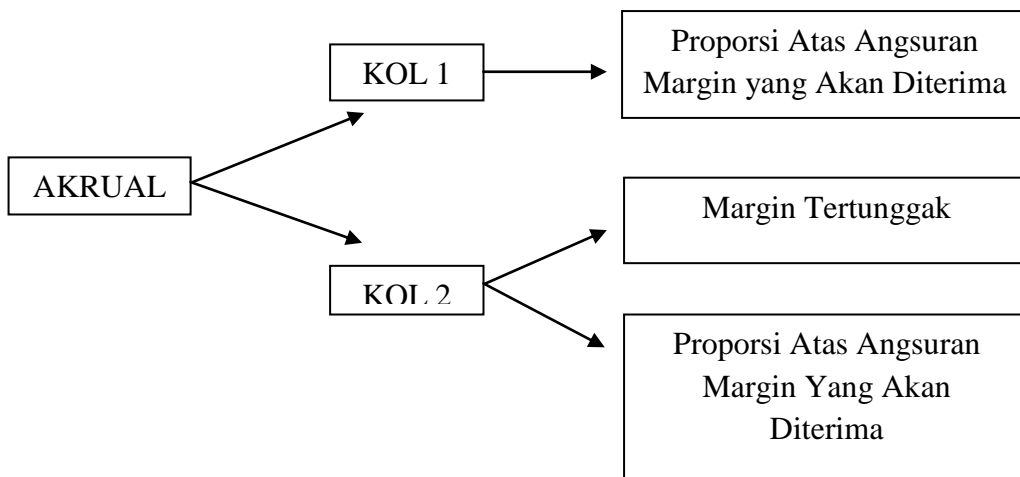 AKRUAL
KOL 1
Proporsi Atas Angsuran
Margin yang Akan Diterima
KOL 2
Margin Tertunggak
Proporsi Atas Angsuran
Margin Yang Akan
Diterima